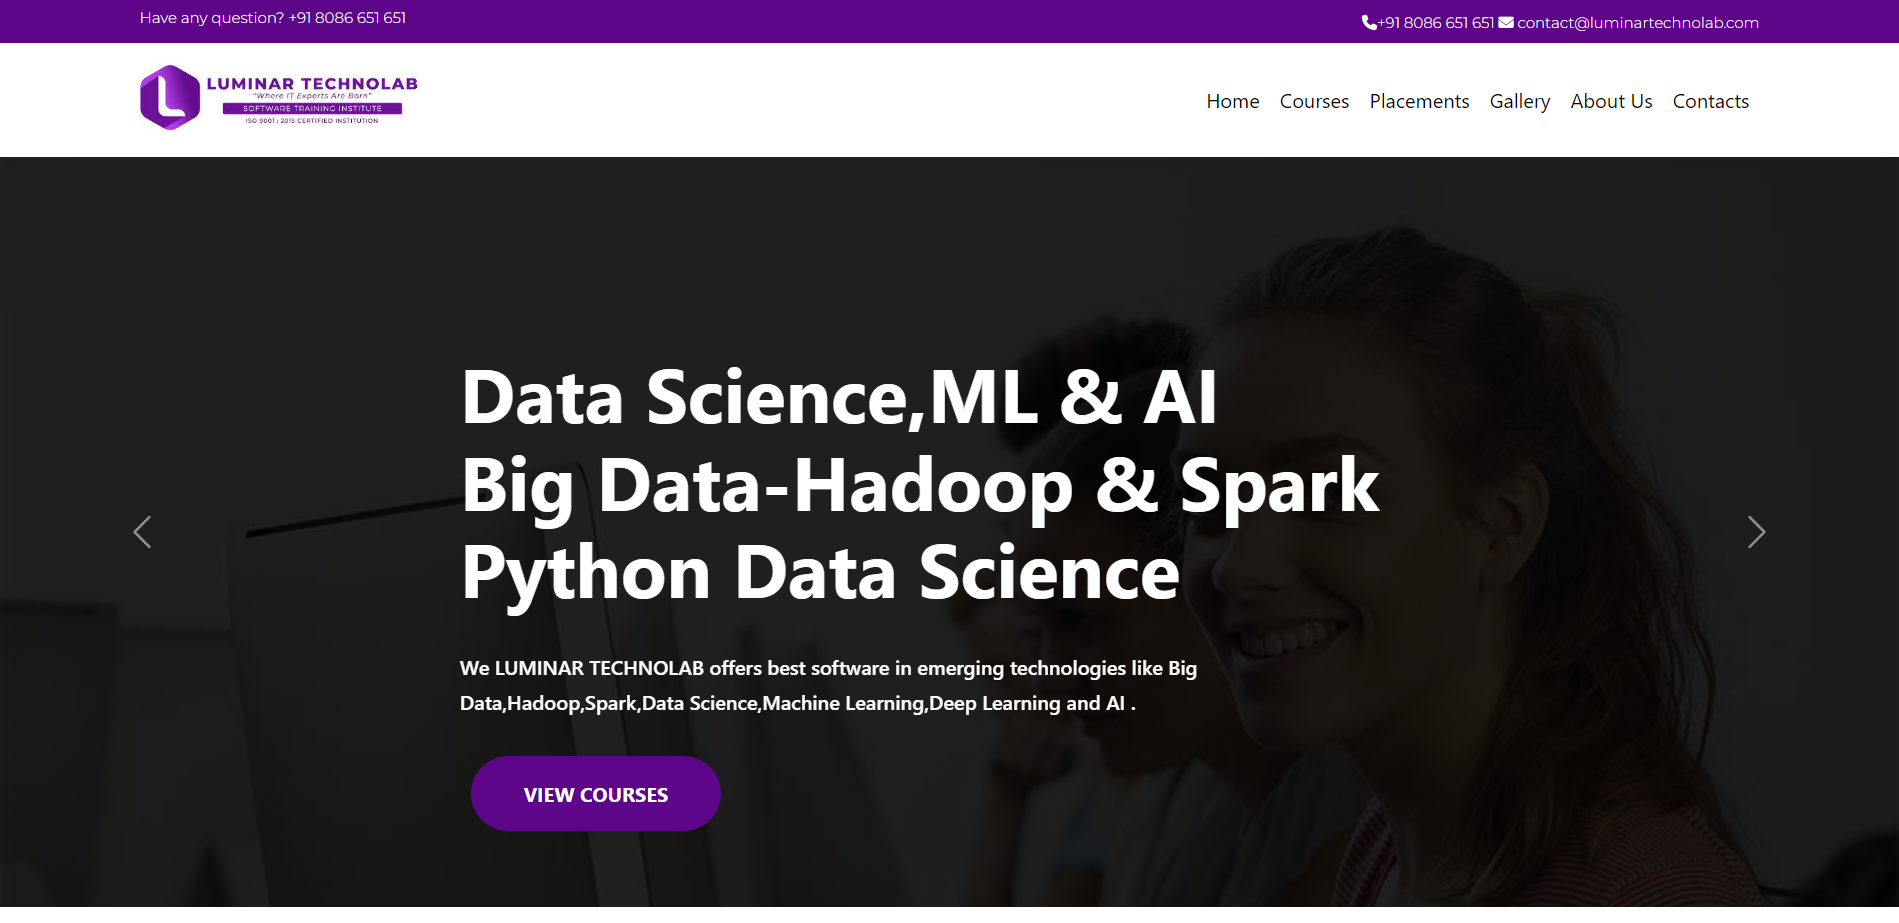 Have any question? +91 8086 651 651
+91 8086 651 651 contact@luminartechnolab.com
LUMINAR TECHNOLAB
"Where IT Experts Are Born"
SOFTWARE TRAINING INSTITUTE
ISO 9001 : 2015 CERTIFIED INSTITUTION
Home Courses Placements Gallery About Us Contacts
Data Science,ML & AI
Big Data-Hadoop & Spark
Python Data Science
We LUMINAR TECHNOLAB offers best software in emerging technologies like Big
Data,Hadoop,Spark,Data Science,Machine Learning,Deep Learning and AI .
VIEW COURSES